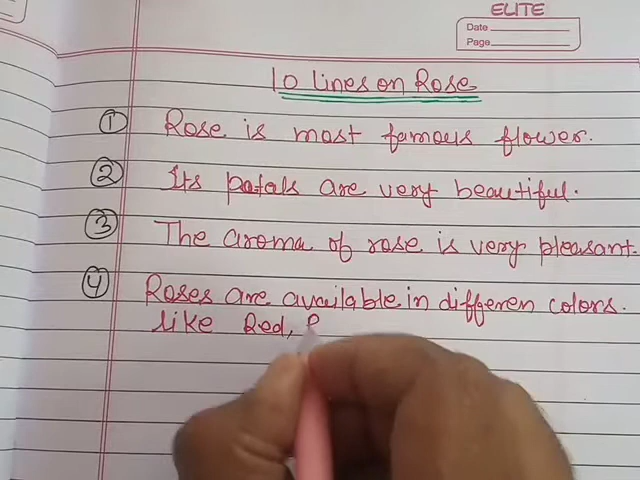 ELITE
Date
Page
10 lines on Rose
① Rose is most famous flower.
② Its patals are very beautiful.
③ The aroma of rose is very pleasant.
④ Roses are available in differen colors.
like Red,